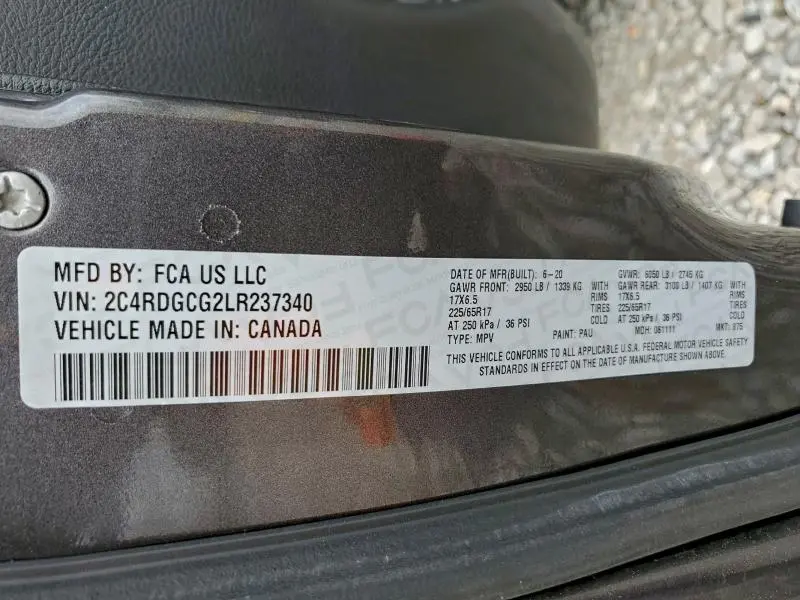 MFD BY: FCA US LLC
VIN: 2C4RDGCG2LR237340
VEHICLE MADE IN: CANADA
DATE OF MFR(BUILT): 6-20 GVWR: 6050 LB / 2745 KG
GAWR FRONT: 2950 LB / 1339 KG GAWR REAR: 3100 LB / 1407 KG
17X6.5 RIMS 17X6.5 RIMS
225/65R17 TIRES 225/65R17 TIRES
AT 250 kPa / 36 PSI COLD AT 250 kPa / 36 PSI COLD
TYPE: MPV PAINT: PAU MDH: 061111 MKT: 875
THIS VEHICLE CONFORMS TO ALL APPLICABLE U.S.A. FEDERAL MOTOR VEHICLE SAFETY
STANDARDS IN EFFECT ON THE DATE OF MANUFACTURE SHOWN ABOVE.